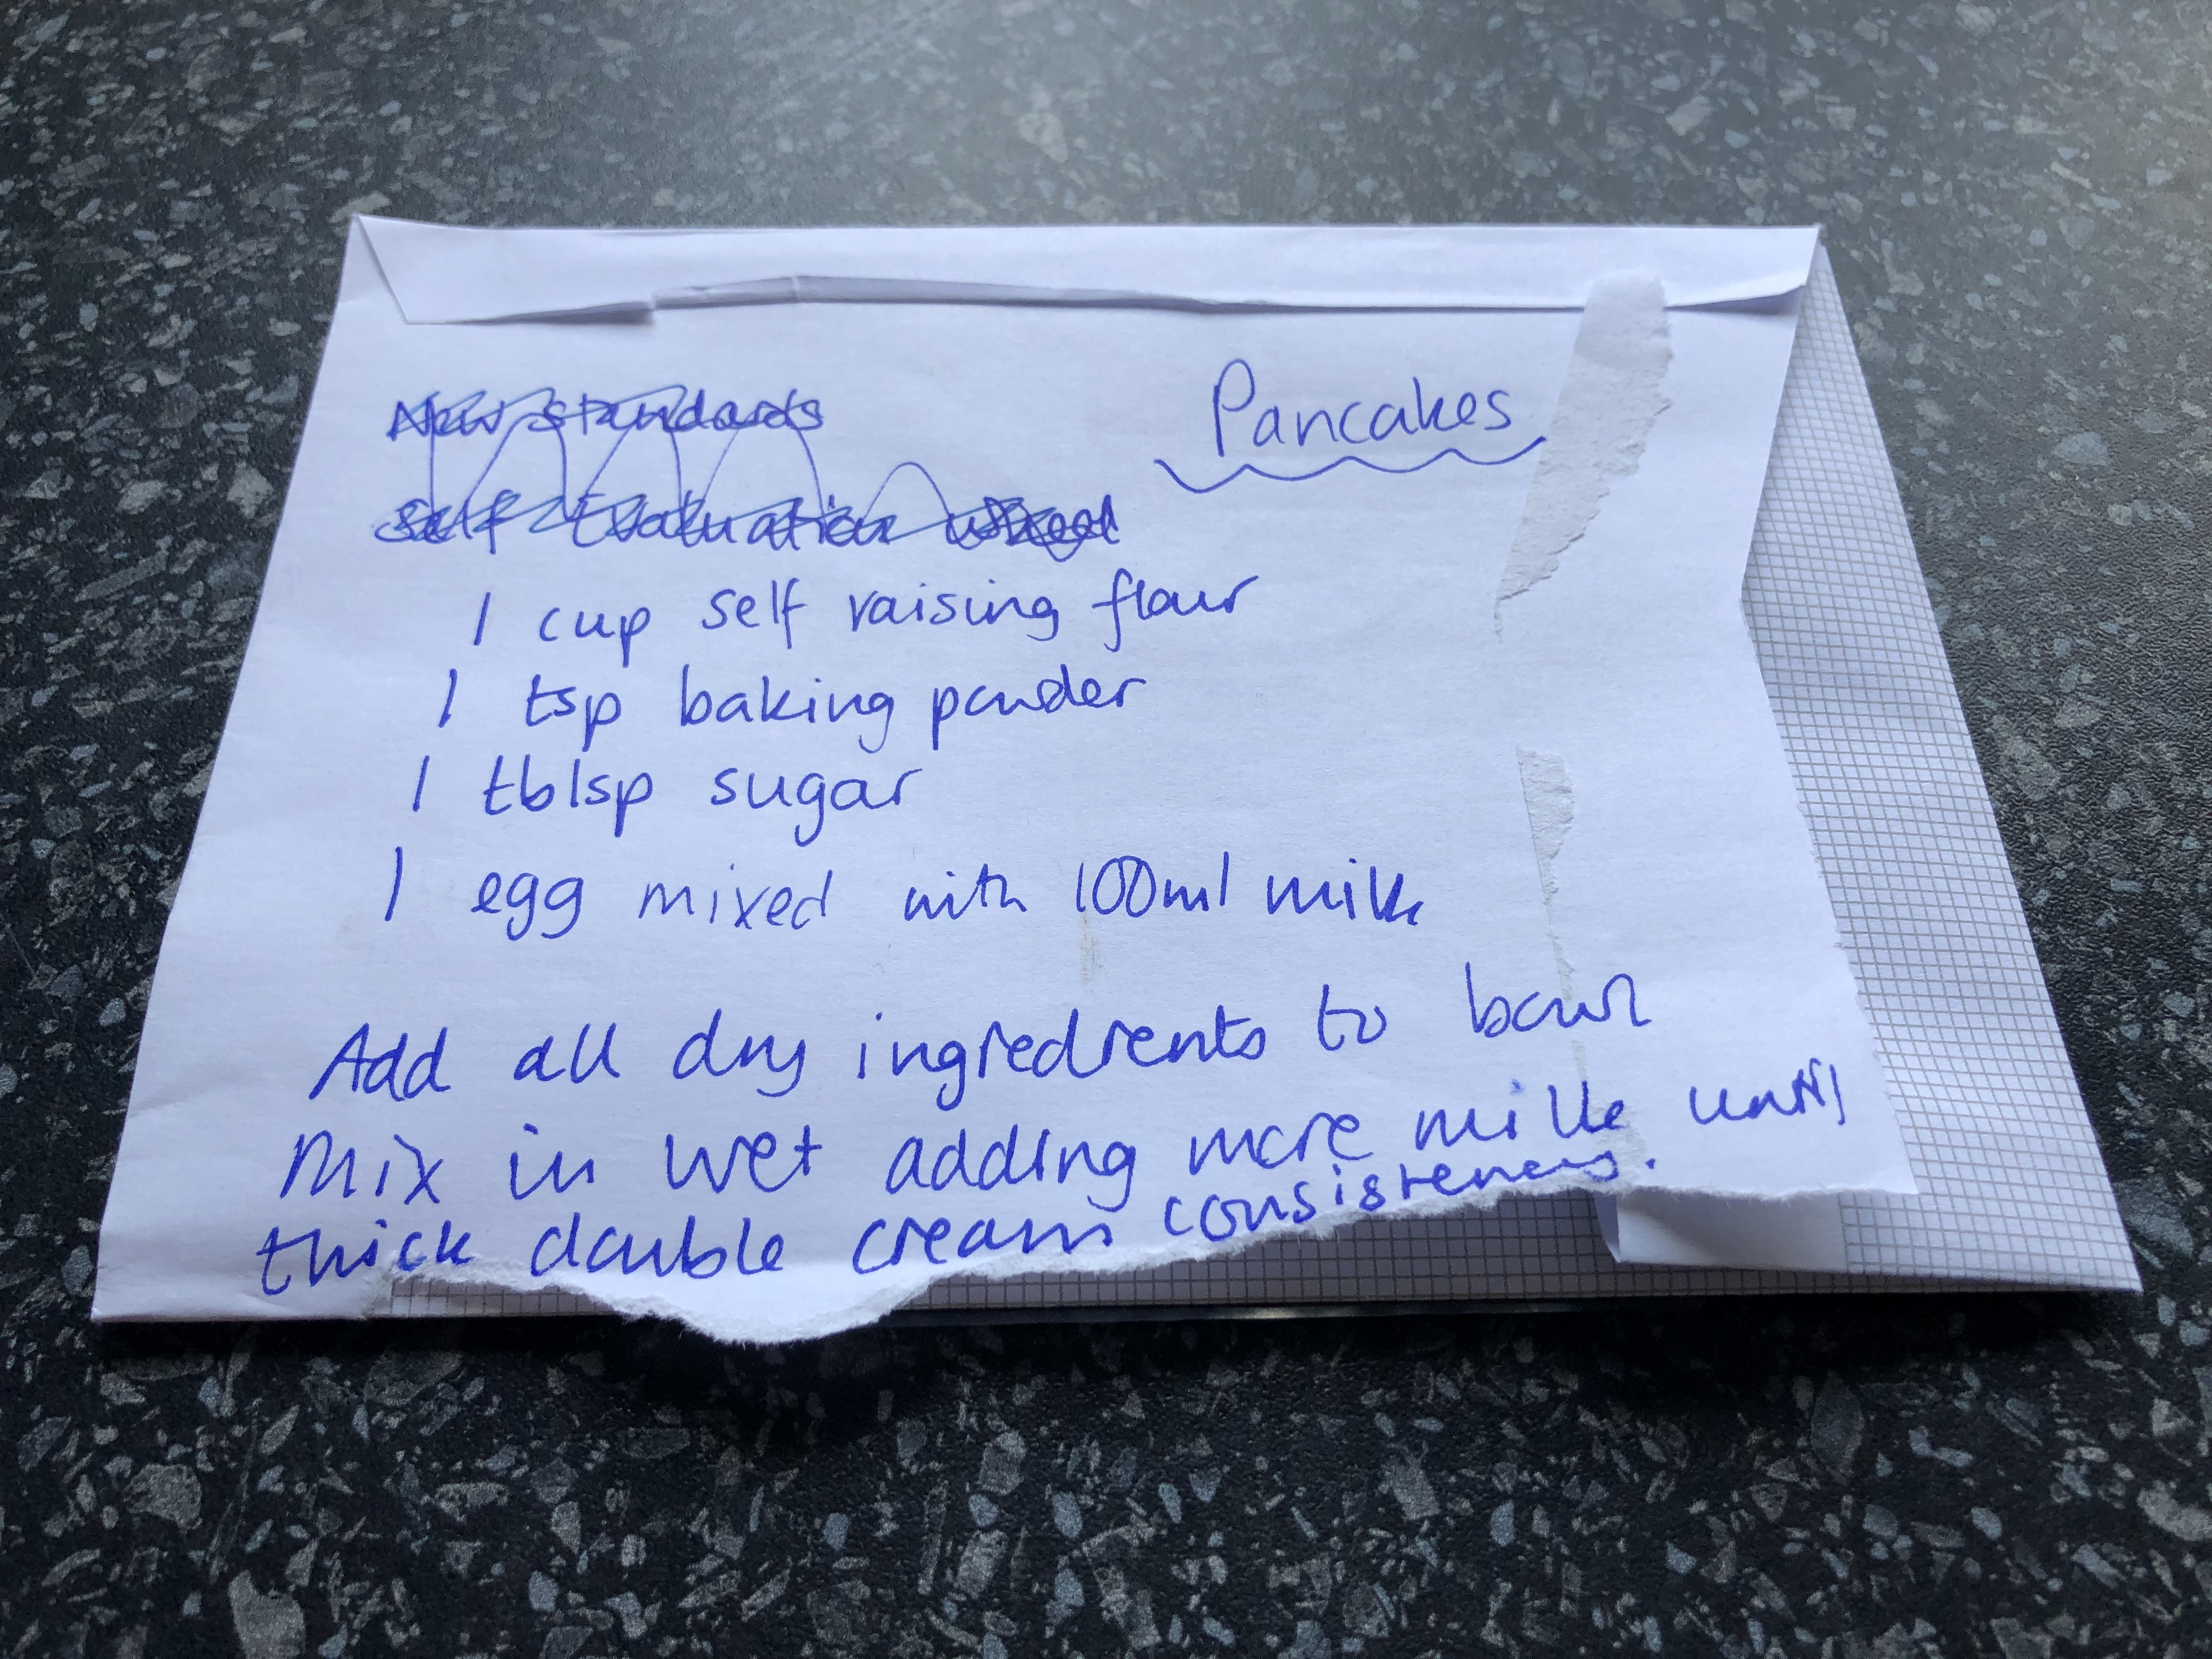 New standards
Pancakes
Self Evaluation wheel
1 cup self raising flour
1 tsp baking powder
1 tblsp sugar
1 egg mixed with 100ml milk
Add all dry ingredients to bowl
Mix in wet adding more milk until
thick double cream consistency.